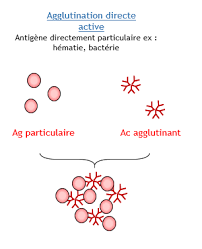 Agglutination directe
active
Antigène directement particulaire ex :
hématie, bactérie
Ag particulaire
Ac agglutinant